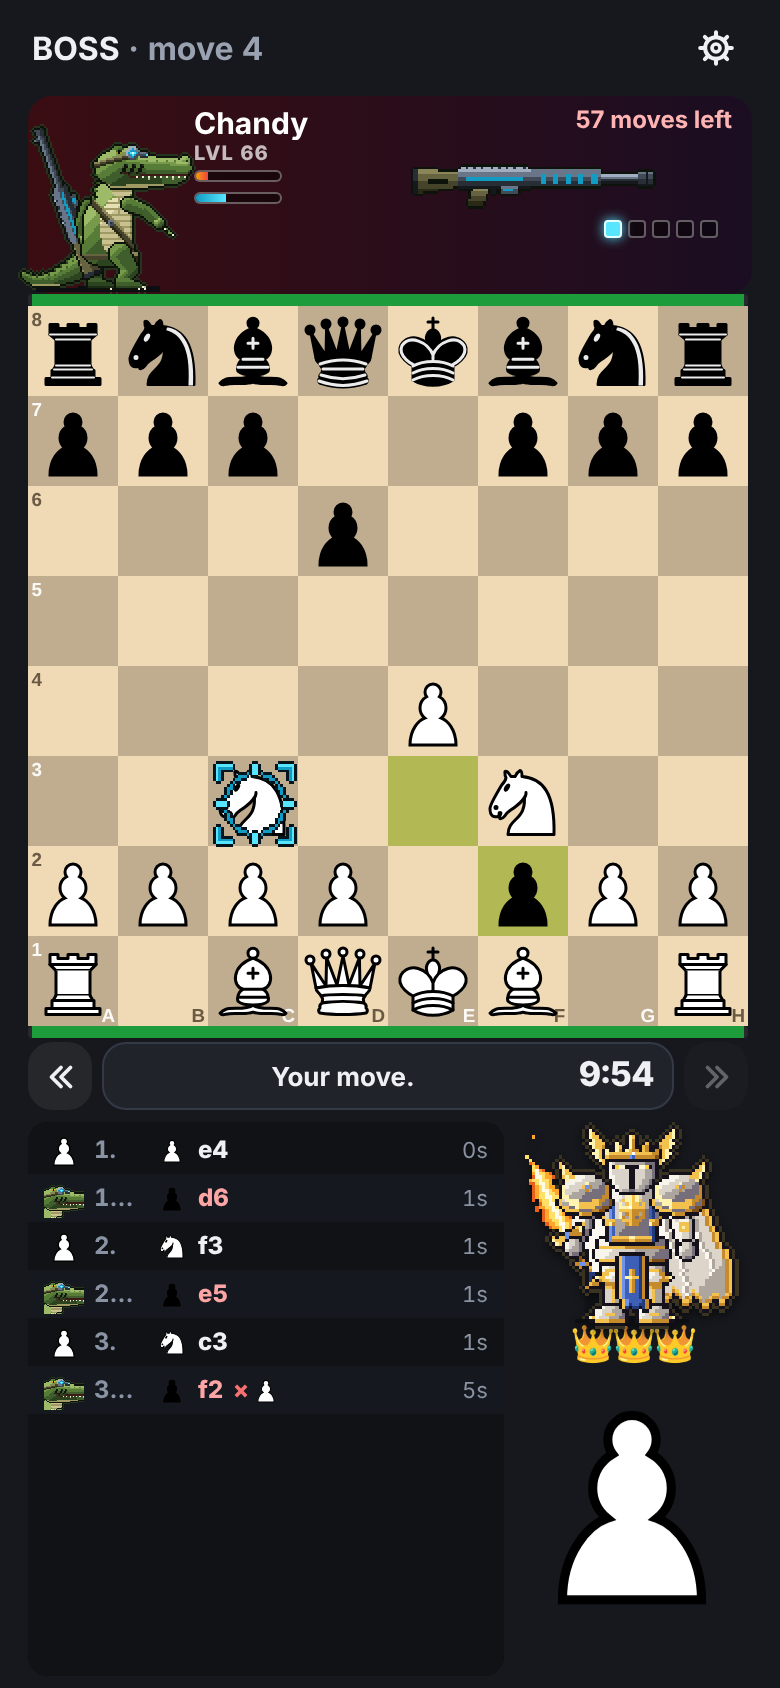 BOSS · move 4
Chandy
57 moves left
LVL 66
8
7
6
5
4
3
2
1
A B C D E F G H
Your move. 9:54
1. e4 0s
1... d6 1s
2. f3 1s
2... e5 1s
3. c3 1s
3... f2 × 5s